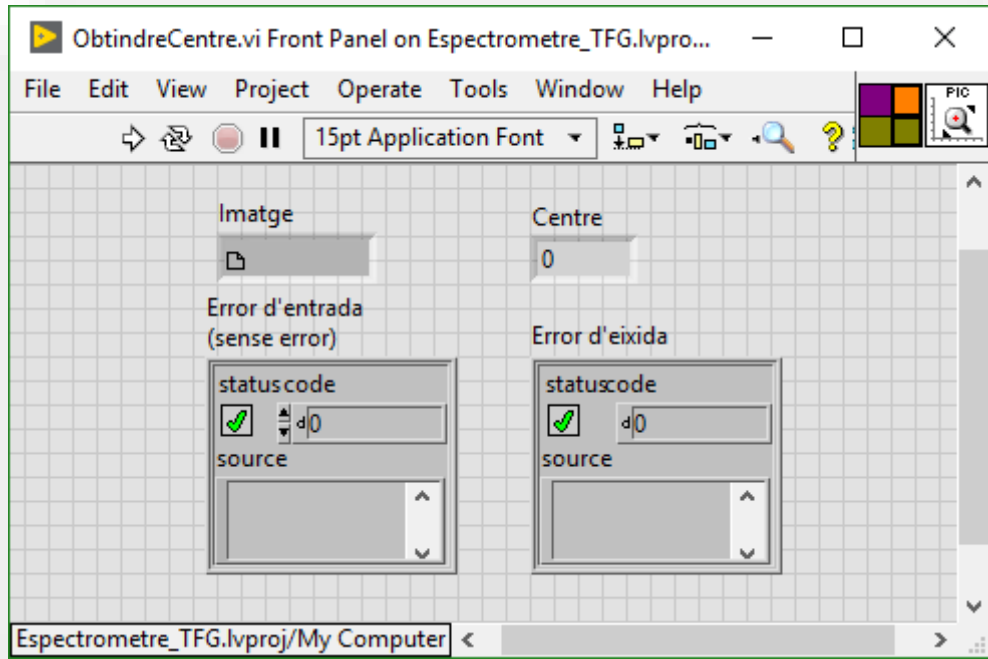 ObtindreCentre.vi Front Panel on Espectrometre_TFG.lvpro...
File Edit View Project Operate Tools Window Help
PIC
15pt Application Font
Imatge
Centre
0
Error d'entrada
(sense error)
Error d'eixida
status code
status code
d 0
d 0
source
source
Espectrometre_TFG.lvproj/My Computer